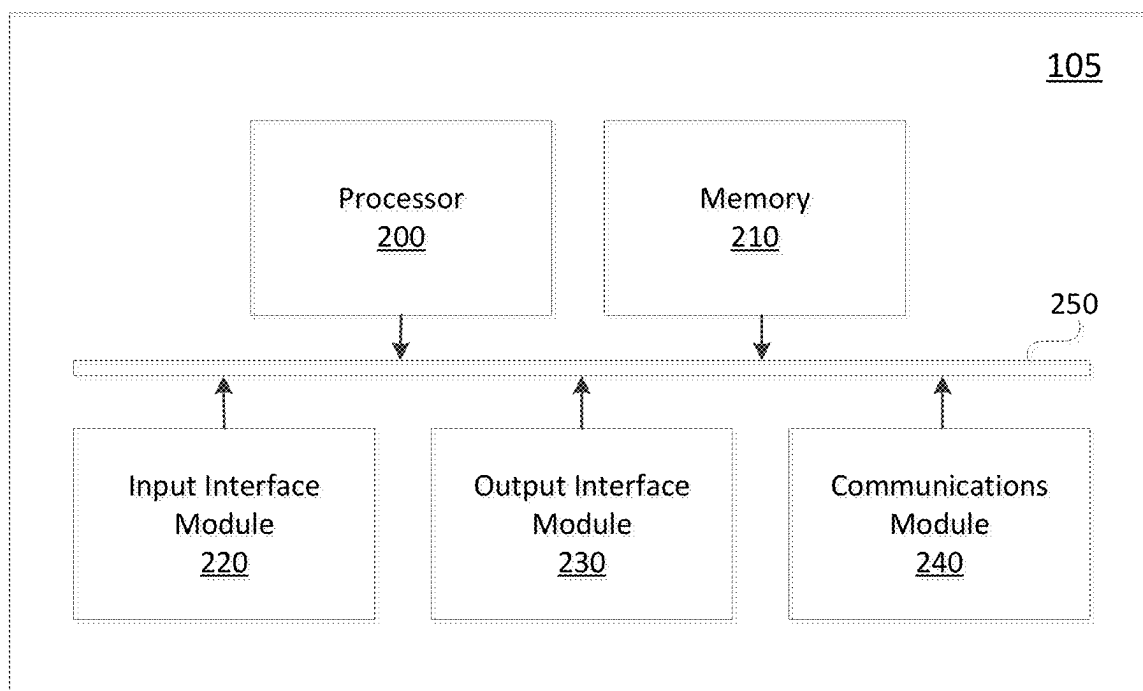 105
Processor
200
Memory
210
250
Input Interface
Module
220
Output Interface
Module
230
Communications
Module
240